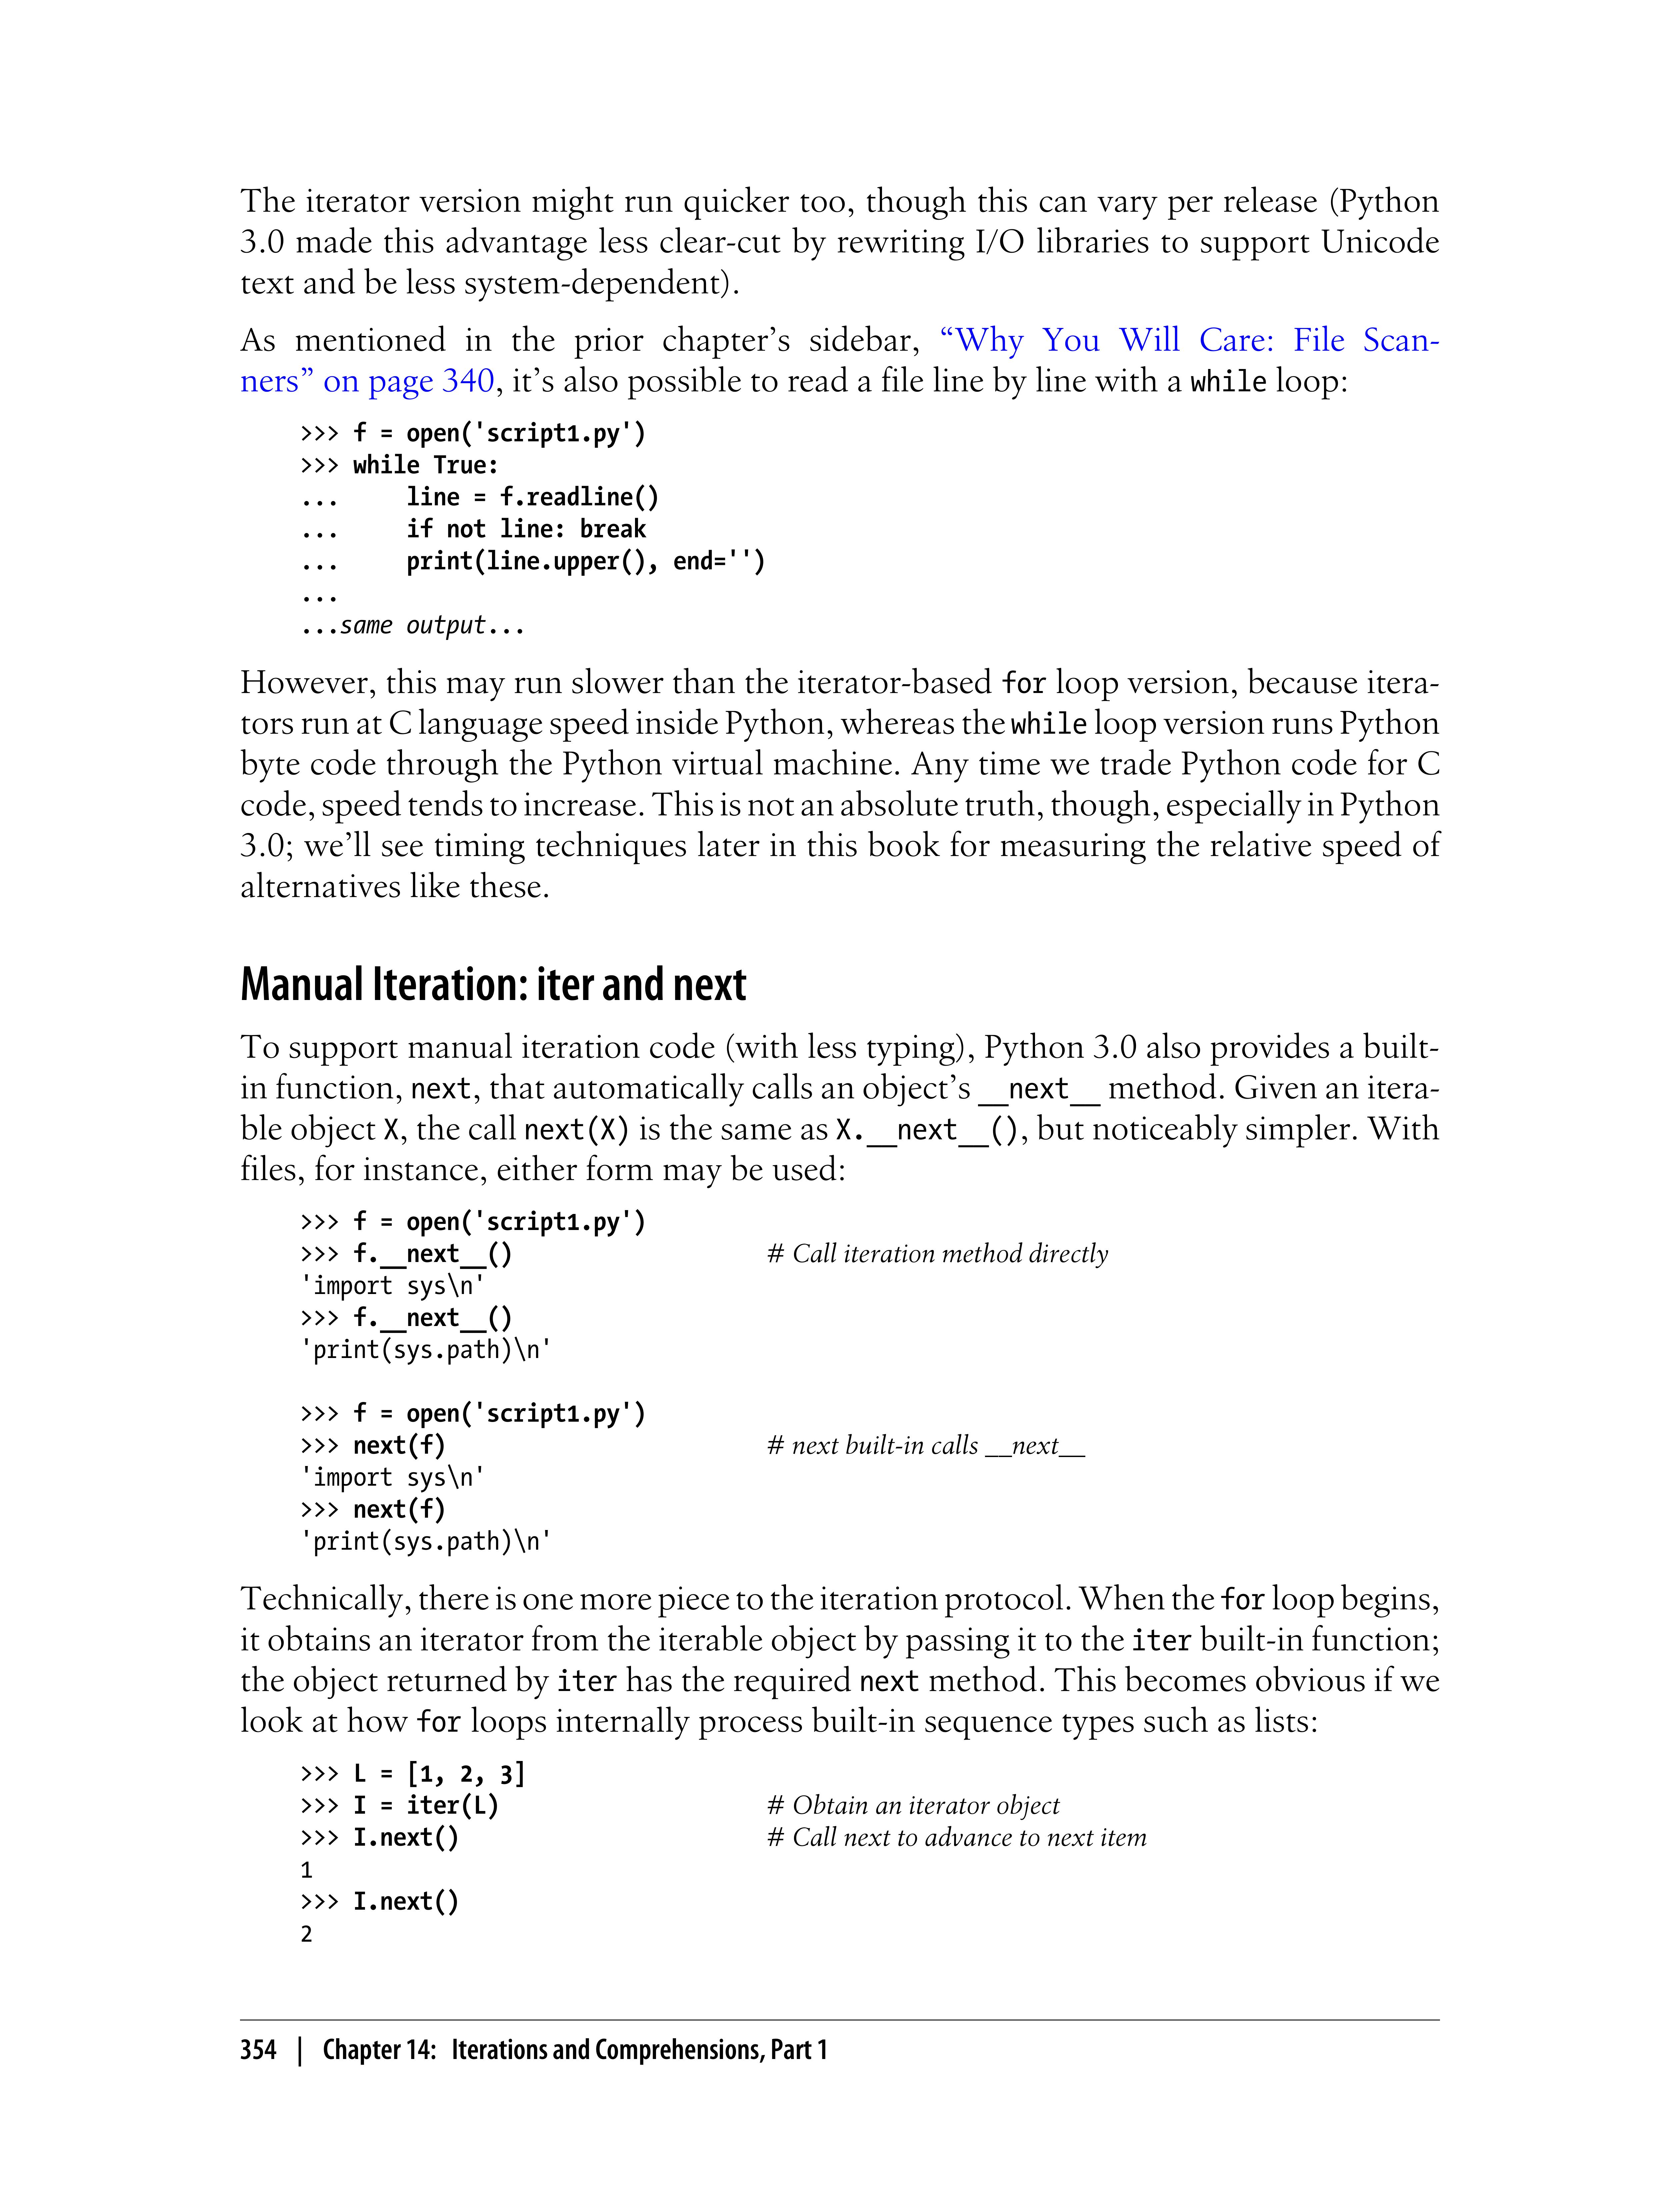 The iterator version might run quicker too, though this can vary per release (Python
3.0 made this advantage less clear-cut by rewriting I/O libraries to support Unicode
text and be less system-dependent).
As mentioned in the prior chapter’s sidebar, “Why You Will Care: File Scan-
ners” on page 340, it’s also possible to read a file line by line with a while loop:
>>> f = open('script1.py')
>>> while True:
...     line = f.readline()
...     if not line: break
...     print(line.upper(), end='')
...
...same output...
However, this may run slower than the iterator-based for loop version, because itera-
tors run at C language speed inside Python, whereas the while loop version runs Python
byte code through the Python virtual machine. Any time we trade Python code for C
code, speed tends to increase. This is not an absolute truth, though, especially in Python
3.0; we’ll see timing techniques later in this book for measuring the relative speed of
alternatives like these.
Manual Iteration: iter and next
To support manual iteration code (with less typing), Python 3.0 also provides a built-
in function, next, that automatically calls an object’s __next__ method. Given an itera-
ble object X, the call next(X) is the same as X.__next__(), but noticeably simpler. With
files, for instance, either form may be used:
>>> f = open('script1.py')
>>> f.__next__()                   # Call iteration method directly
'import sys\n'
>>> f.__next__()
'print(sys.path)\n'
>>> f = open('script1.py')
>>> next(f)                        # next built-in calls __next__
'import sys\n'
>>> next(f)
'print(sys.path)\n'
Technically, there is one more piece to the iteration protocol. When the for loop begins,
it obtains an iterator from the iterable object by passing it to the iter built-in function;
the object returned by iter has the required next method. This becomes obvious if we
look at how for loops internally process built-in sequence types such as lists:
>>> L = [1, 2, 3]
>>> I = iter(L)                    # Obtain an iterator object
>>> I.next()                       # Call next to advance to next item
1
>>> I.next()
2
354 | Chapter 14: Iterations and Comprehensions, Part 1